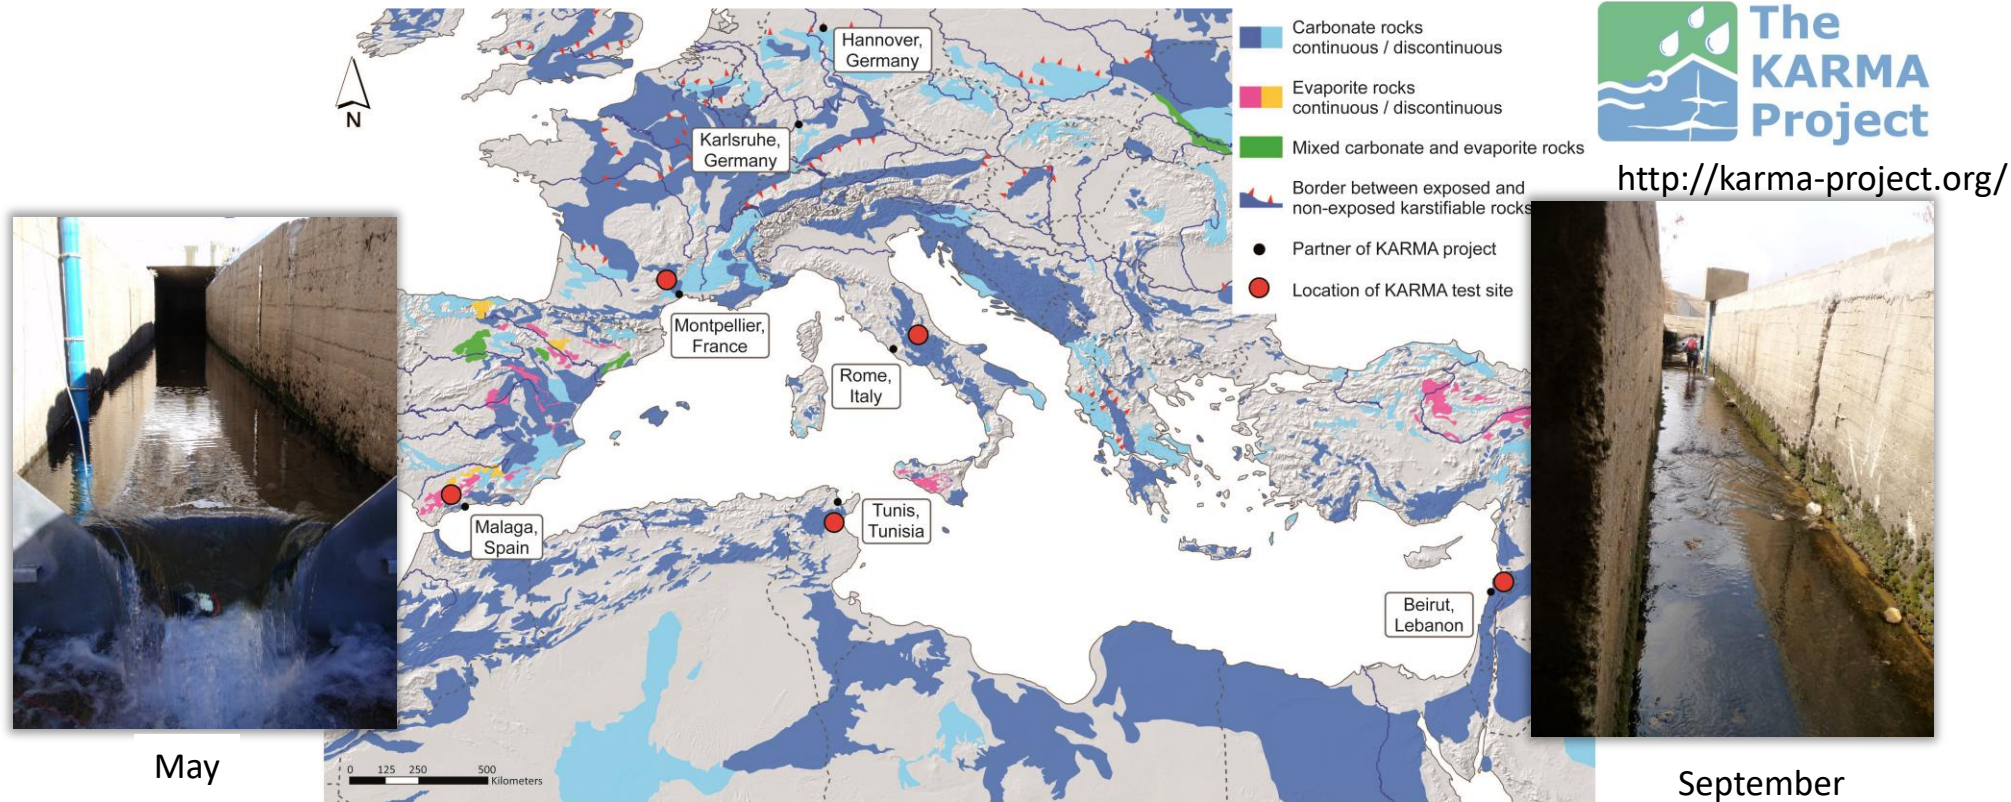 Hannover,
Germany
Karlsruhe,
Germany
Montpellier,
France
Rome,
Italy
Malaga,
Spain
Tunis,
Tunisia
Beirut,
Lebanon
N
0 125 250 500
Kilometers
Carbonate rocks
continuous / discontinuous
Evaporite rocks
continuous / discontinuous
Mixed carbonate and evaporite rocks
Border between exposed and
non-exposed karstifiable rocks
Partner of KARMA project
Location of KARMA test site
The
KARMA
Project
http://karma-project.org/
May
September